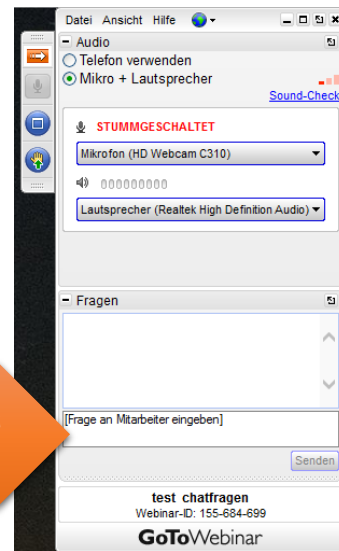 Datei Ansicht Hilfe
Audio
Telefon verwenden
Mikro + Lautsprecher
Sound-Check
STUMMGESCHALTET
Mikrofon (HD Webcam C310)
Lautsprecher (Realtek High Definition Audio)
Fragen
[Frage an Mitarbeiter eingeben]
Senden
test chatfragen
Webinar-ID: 155-684-699
GoToWebinar